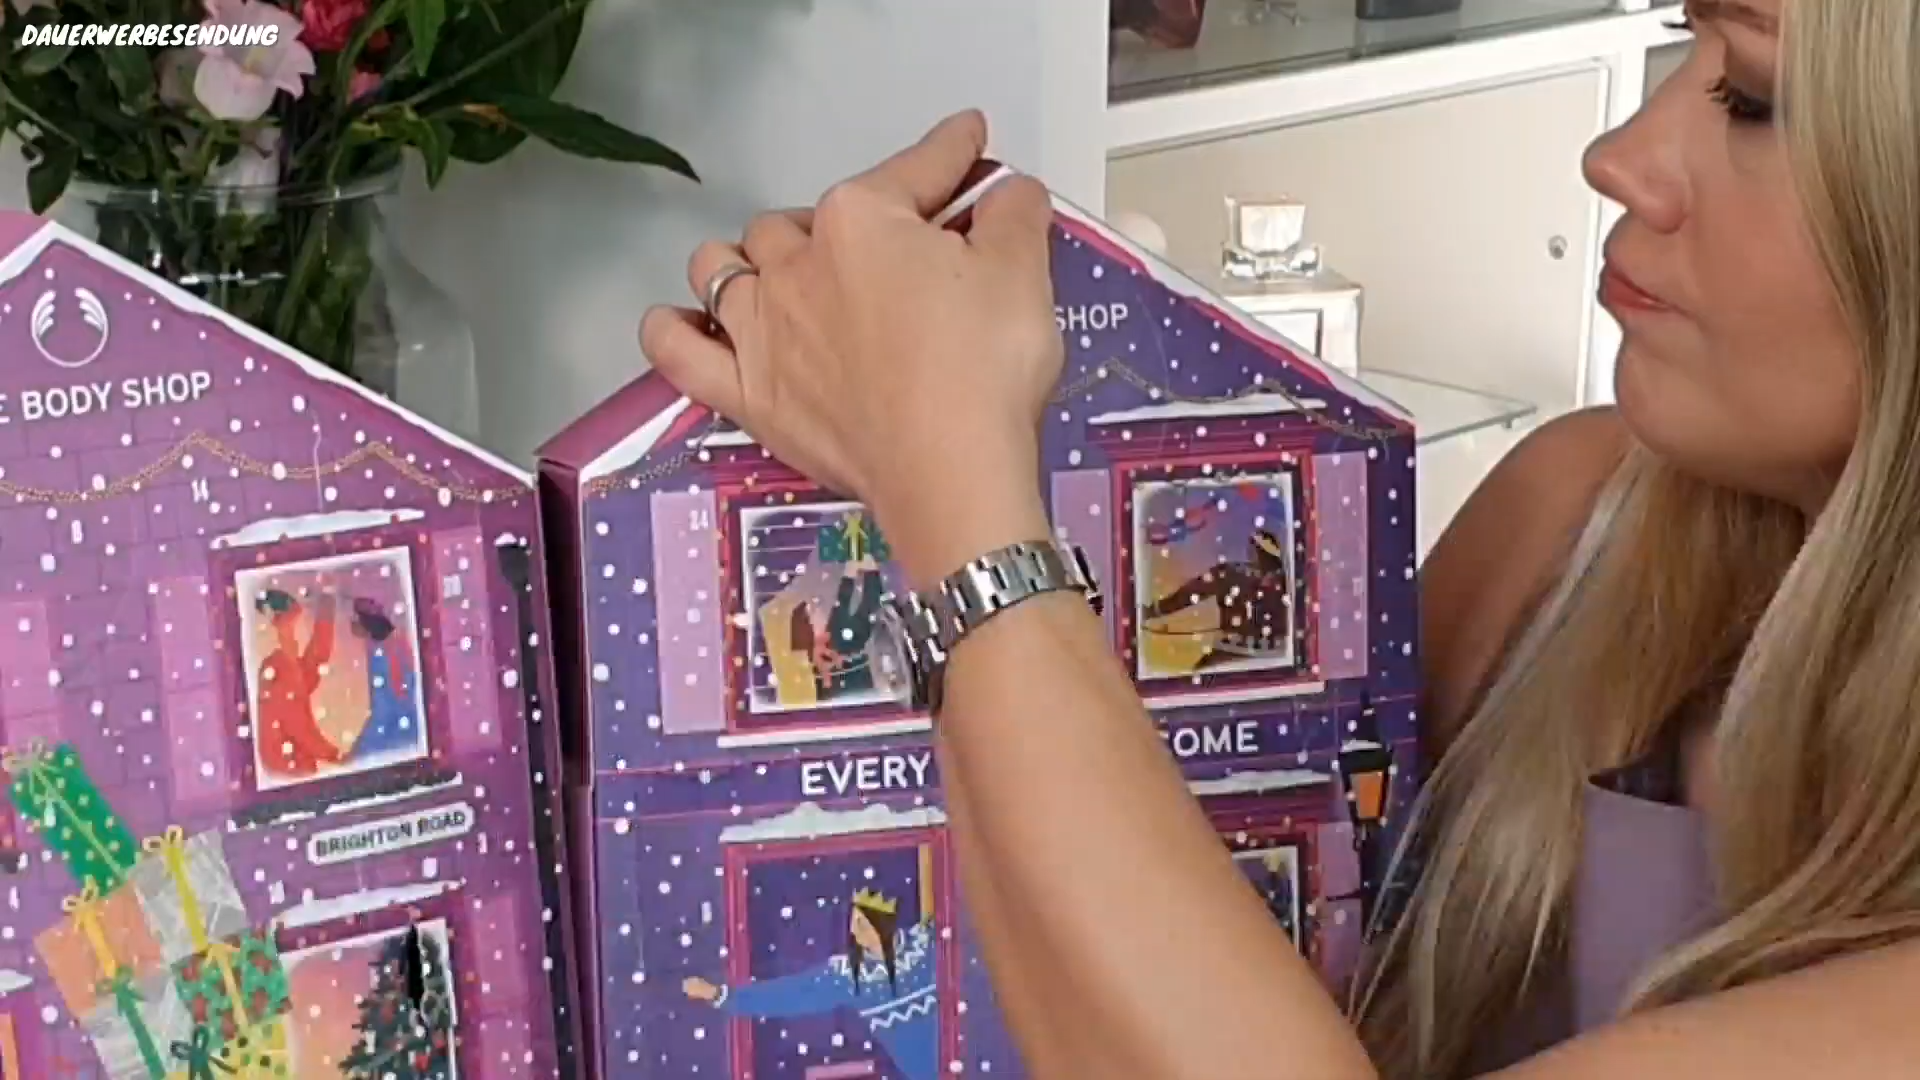 DAUERWERBESENDUNG
E BODY SHOP
SHOP
14
24
EVERY
OME
BRIGHTON ROAD